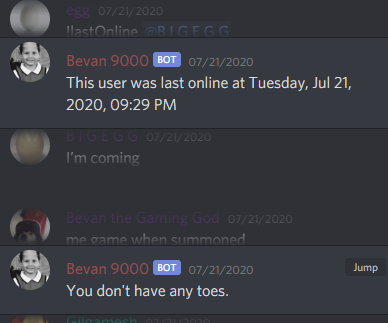 egg 07/21/2020
!lastOnline @B I G E G G
Bevan 9000 BOT 07/21/2020
This user was last online at Tuesday, Jul 21,
2020, 09:29 PM
B I G E G G 07/21/2020
I'm coming
Bevan the Gaming God 07/21/2020
me game when summoned
Bevan 9000 BOT 07/21/2020
Jump
You don't have any toes.
Gilgamesh 07/21/2020